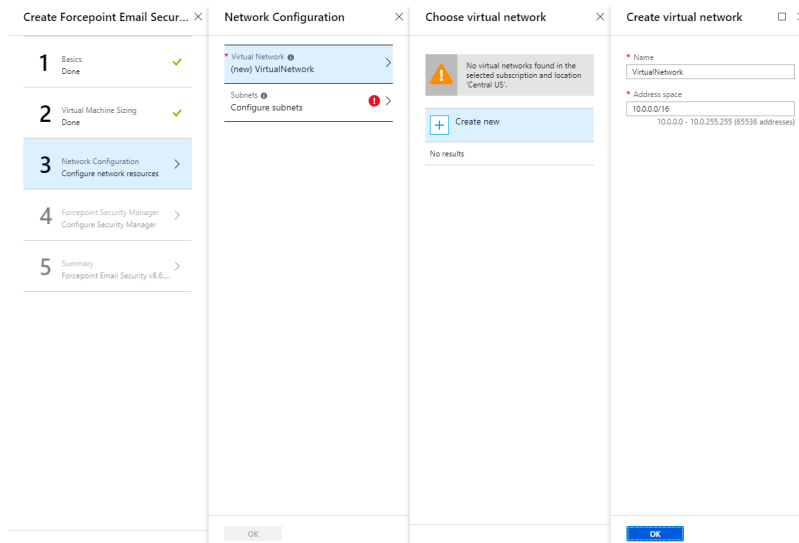 Create Forcepoint Email Secur...
1
Basics
Done
2
Virtual Machine Sizing
Done
3
Network Configuration
Configure network resources
4
Forcepoint Security Manager
Configure Security Manager
5
Summary
Forcepoint Email Security v8.6....
Network Configuration
* Virtual Network
(new) VirtualNetwork
Subnets
Configure subnets
OK
Choose virtual network
No virtual networks found in the
selected subscription and location
'Central US'.
Create new
No results
Create virtual network
* Name
VirtualNetwork
* Address space
10.0.0.0/16
10.0.0.0 - 10.0.255.255 (65536 addresses)
OK